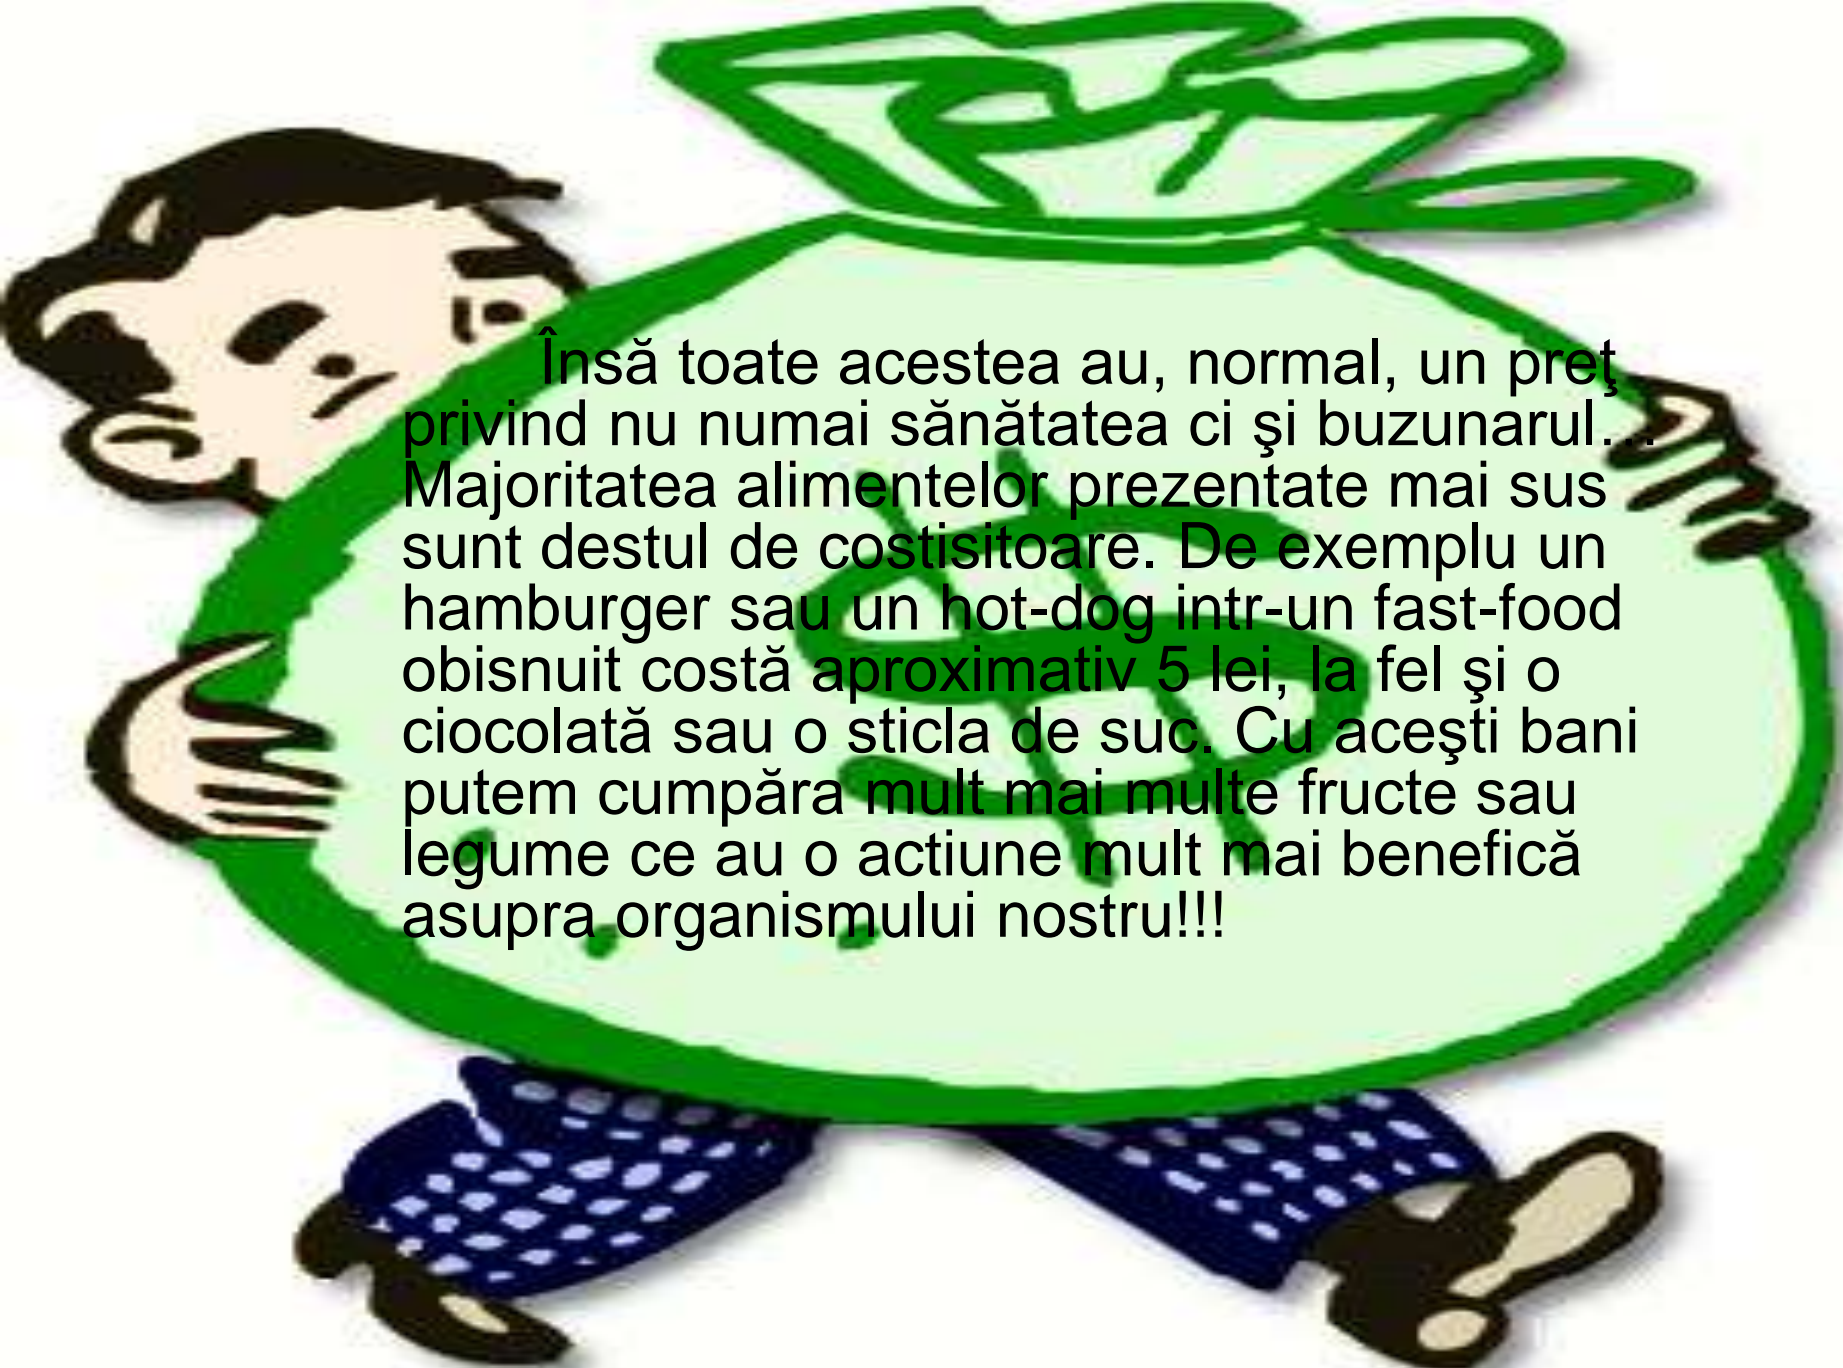 Însă toate acestea au, normal, un preţ
privind nu numai sănătatea ci şi buzunarul…
Majoritatea alimentelor prezentate mai sus
sunt destul de costisitoare. De exemplu un
hamburger sau un hot-dog intr-un fast-food
obisnuit costă aproximativ 5 lei, la fel şi o
ciocolată sau o sticla de suc. Cu aceşti bani
putem cumpăra mult mai multe fructe sau
legume ce au o actiune mult mai benefică
asupra organismului nostru!!!